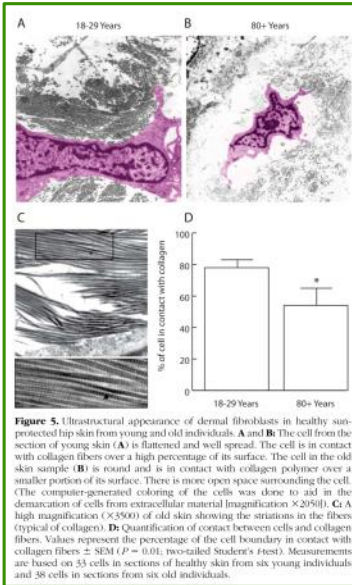 A
18-29 Years
B
80+ Years
C
D
% of cell in contact with collagen
100
80
60
40
20
0
*
18-29 Years
80+ Years
Figure 5. Ultrastructural appearance of dermal fibroblasts in healthy sun-
protected hip skin from young and old individuals. A and B: The cell from the
section of young skin (A) is flattened and well spread. The cell is in contact
with collagen fibers over a high percentage of its surface. The cell in the old
skin sample (B) is round and is in contact with collagen polymer over a
smaller portion of its surface. There is more open space surrounding the cell.
(The computer-generated coloring of the cells was done to aid in the
demarcation of cells from extracellular material [magnification ×2050]). C: A
high magnification (×3500) of old skin showing the striations in the fibers
(typical of collagen). D: Quantification of contact between cells and collagen
fibers. Values represent the percentage of the cell boundary in contact with
collagen fibers ± SEM (P = 0.01; two-tailed Student's t-test). Measurements
are based on 33 cells in sections of healthy skin from six young individuals
and 38 cells in sections from six old individuals.